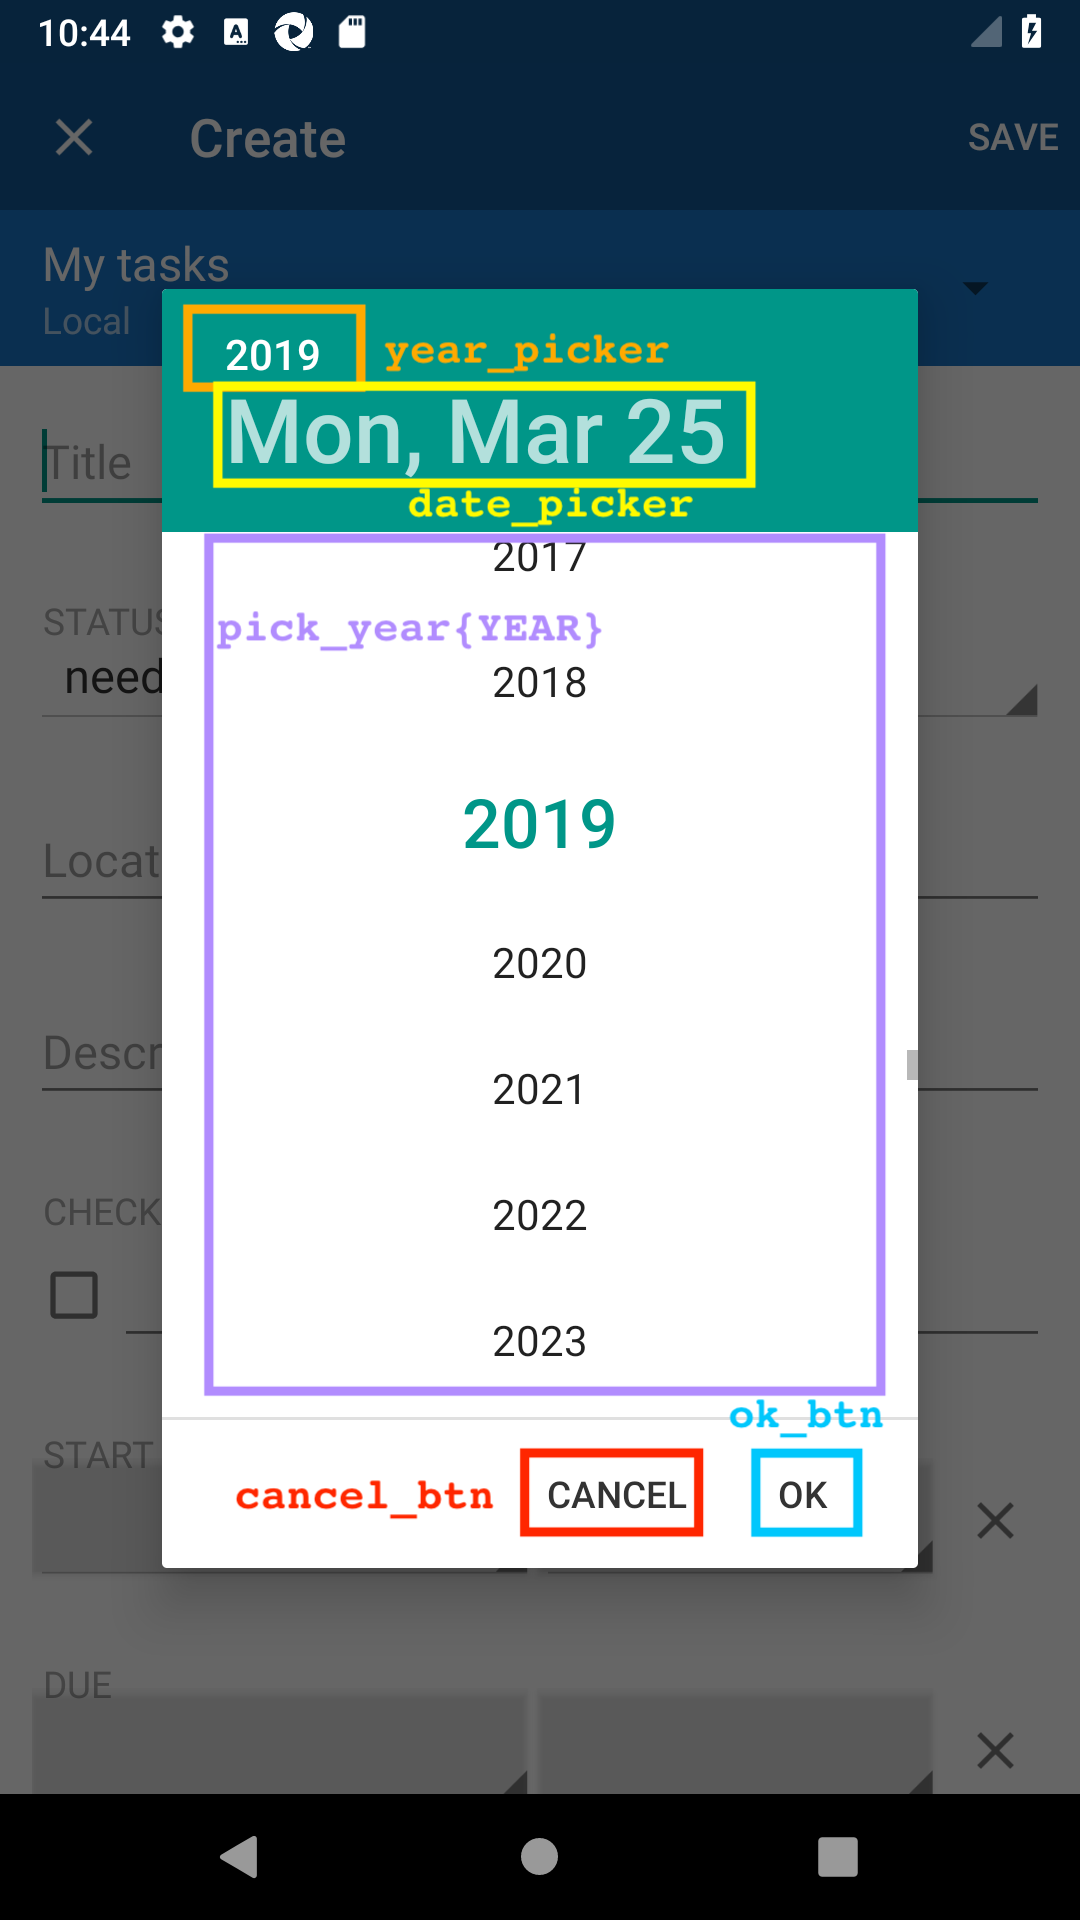 10:44
A
Create
SAVE
My tasks
Local
2019
year_picker
Mon, Mar 25
date_picker
Title
2017
pick_year{YEAR}
STATUS
need
2018
2019
Locat
2020
Descr
2021
CHECK
2022
2023
ok_btn
START
cancel_btn
CANCEL
OK
DUE